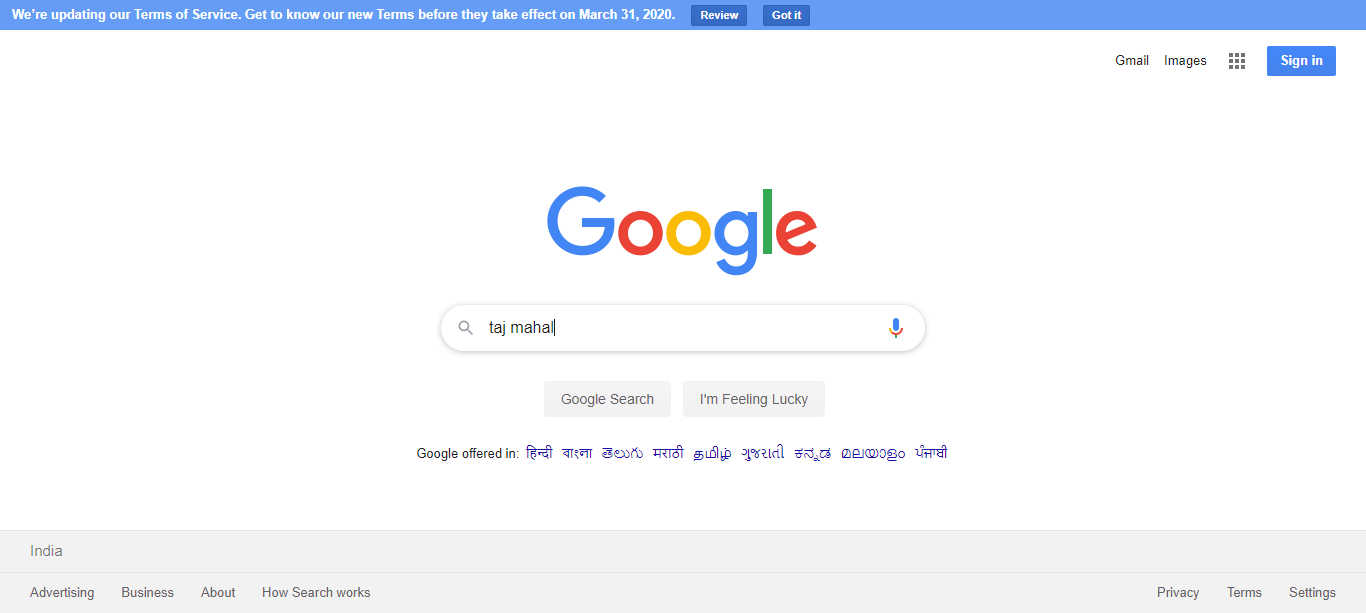 We're updating our Terms of Service. Get to know our new Terms before they take effect on March 31, 2020. Review Got it
Gmail Images Sign in
Google
taj mahal
Google Search I'm Feeling Lucky
Google offered in: हिन्दी বাংলা తెలుగు मराठी தமிழ் ગુજરાતી ಕನ್ನಡ മലയാളം ਪੰਜਾਬੀ
India
Advertising Business About How Search works Privacy Terms Settings